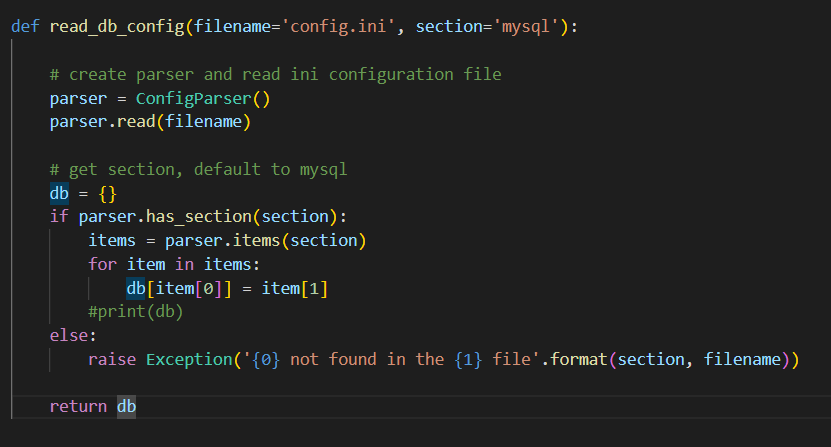 def read_db_config(filename='config.ini', section='mysql'):
    # create parser and read ini configuration file
    parser = ConfigParser()
    parser.read(filename)
    # get section, default to mysql
    db = {}
    if parser.has_section(section):
        items = parser.items(section)
        for item in items:
            db[item[0]] = item[1]
        #print(db)
    else:
        raise Exception('{0} not found in the {1} file'.format(section, filename))
    return db